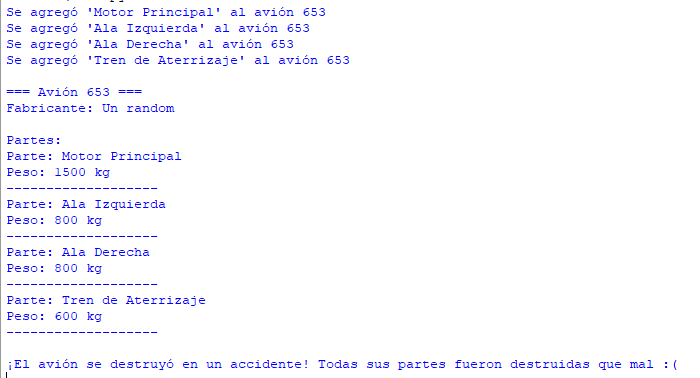 Se agregó 'Motor Principal' al avión 653
Se agregó 'Ala Izquierda' al avión 653
Se agregó 'Ala Derecha' al avión 653
Se agregó 'Tren de Aterrizaje' al avión 653

=== Avión 653 ===
Fabricante: Un random

Partes:
Parte: Motor Principal
Peso: 1500 kg
-------------------
Parte: Ala Izquierda
Peso: 800 kg
-------------------
Parte: Ala Derecha
Peso: 800 kg
-------------------
Parte: Tren de Aterrizaje
Peso: 600 kg
-------------------

¡El avión se destruyó en un accidente! Todas sus partes fueron destruidas que mal :(